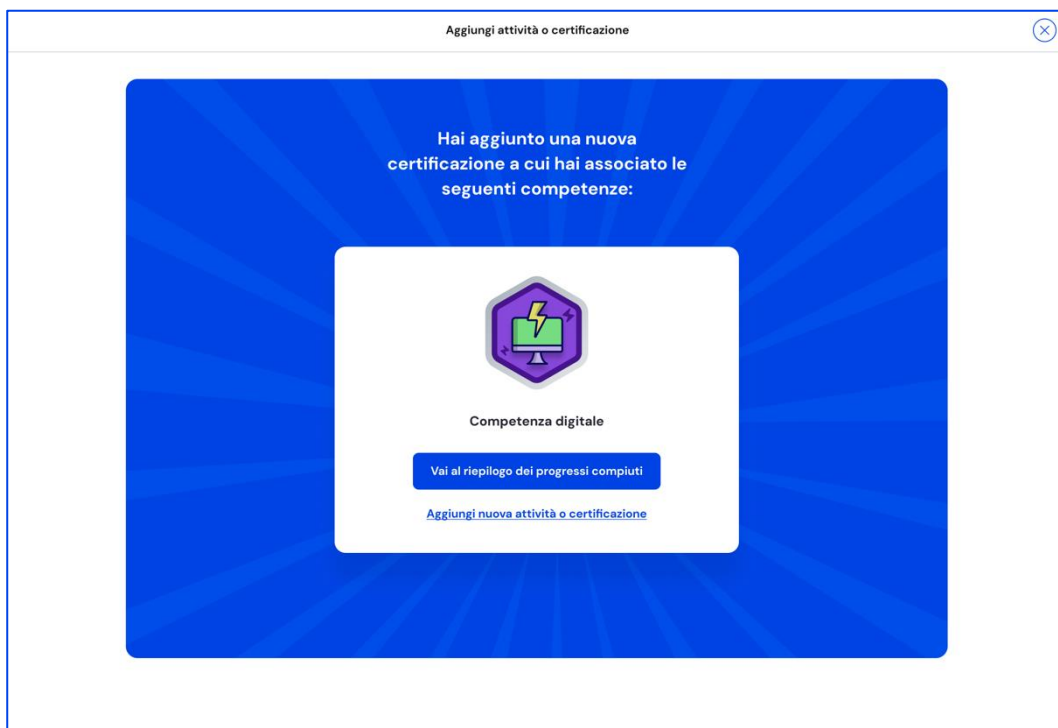 Aggiungi attività o certificazione
Hai aggiunto una nuova
certificazione a cui hai associato le
seguenti competenze:
Competenza digitale
Vai al riepilogo dei progressi compiuti
Aggiungi nuova attività o certificazione